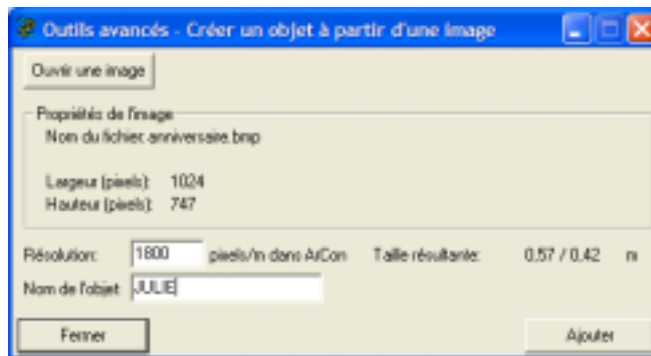 Outils avancés - Créer un objet à partir d'une image
Ouvrir une image
Propriétés de l'image
Nom du fichier: anniversaire.bmp
Largeur (pixels): 1024
Hauteur (pixels): 747
Résolution: 1800 pixels/m dans ArCon Taille résultante: 0.57 / 0.42 m
Nom de l'objet: JULIE
Fermer Ajouter